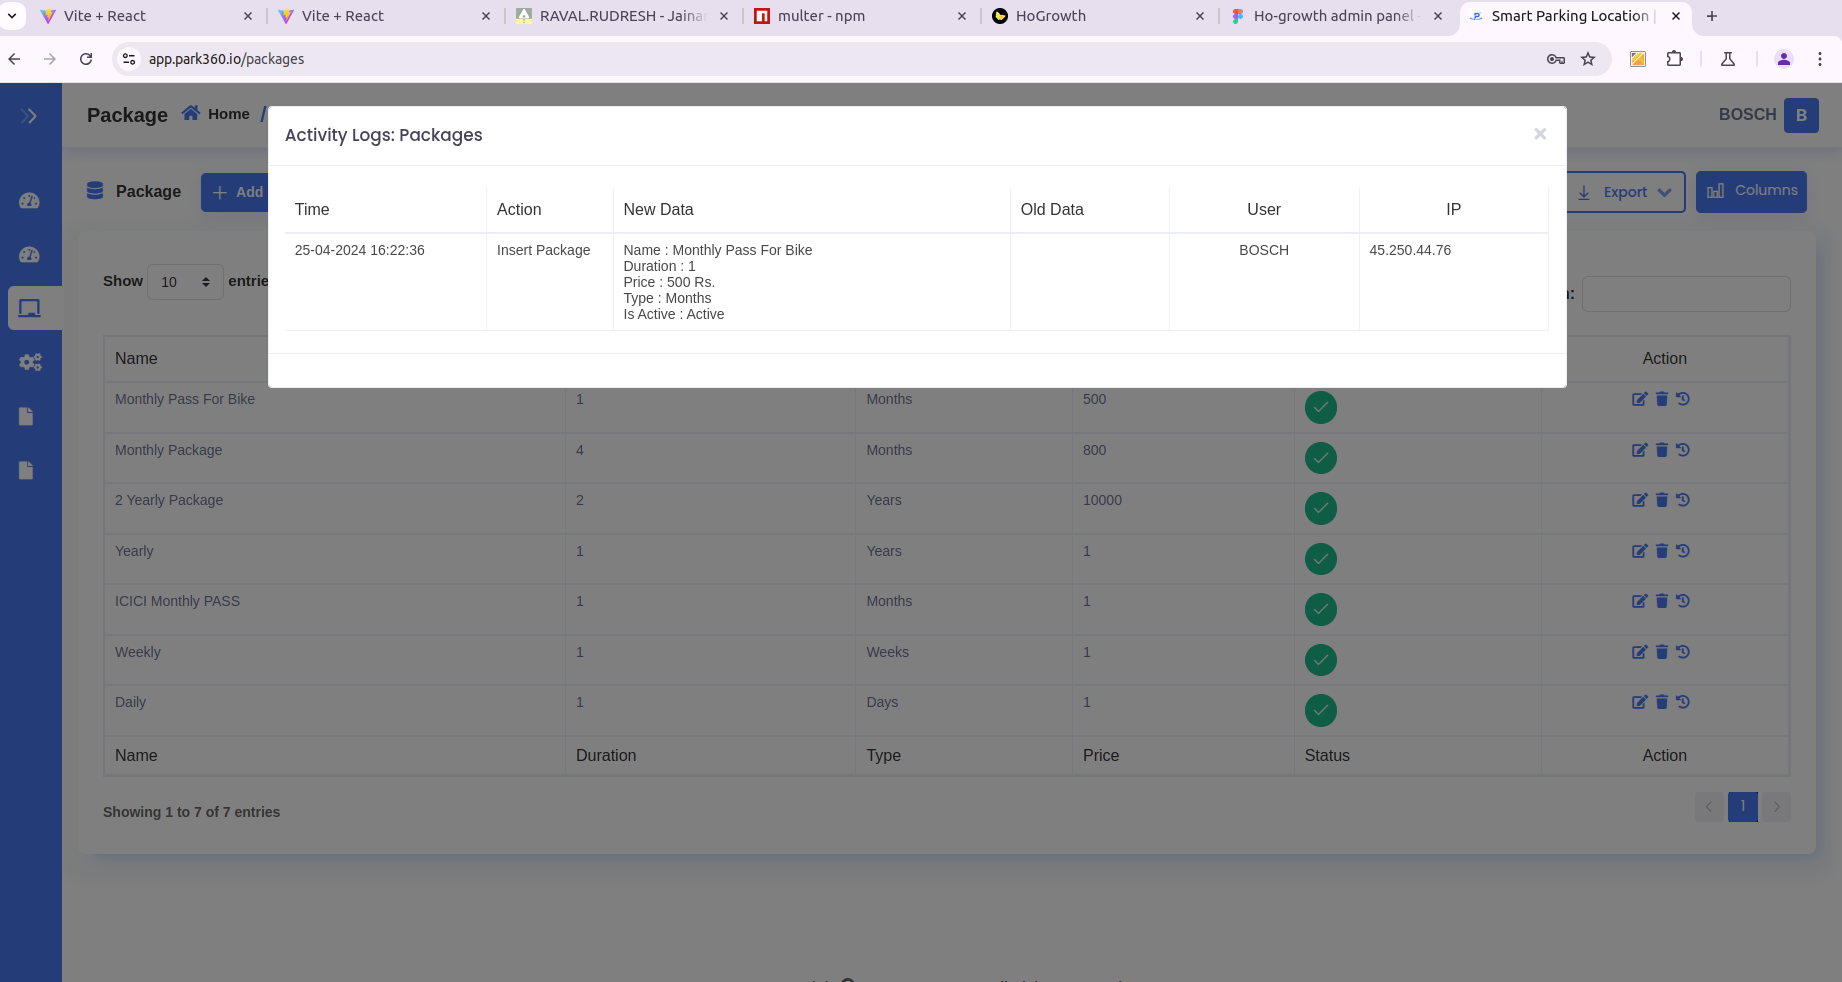 Vite + React
Vite + React
RAVAL.RUDRESH - Jaina
multer - npm
HoGrowth
Ho-growth admin panel
Smart Parking Location |
app.park360.io/packages
Package Home /
BOSCH B
Activity Logs: Packages
Package + Add
Export
Columns
Time Action New Data Old Data User IP
25-04-2024 16:22:36 Insert Package Name : Monthly Pass For Bike BOSCH 45.250.44.76
Duration : 1
Price : 500 Rs.
Type : Months
Is Active : Active
Show 10 entrie
Name Action
Monthly Pass For Bike 1 Months 500
Monthly Package 4 Months 800
2 Yearly Package 2 Years 10000
Yearly 1 Years 1
ICICI Monthly PASS 1 Months 1
Weekly 1 Weeks 1
Daily 1 Days 1
Name Duration Type Price Status Action
Showing 1 to 7 of 7 entries
1